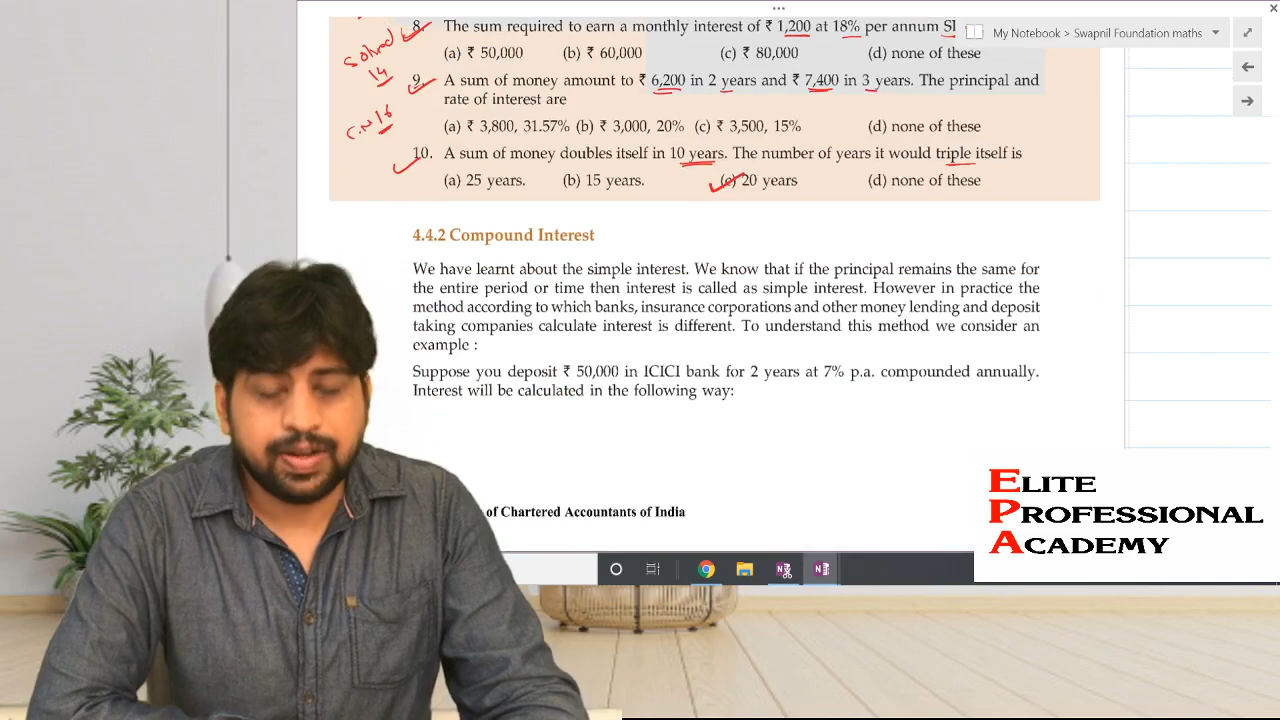 8. The sum required to earn a monthly interest of ₹ 1,200 at 18% per annum SI
(a) ₹ 50,000 (b) ₹ 60,000 (c) ₹ 80,000 (d) none of these
Solved
14
9. A sum of money amount to ₹ 6,200 in 2 years and ₹ 7,400 in 3 years. The principal and
rate of interest are
C.N 16
(a) ₹ 3,800, 31.57% (b) ₹ 3,000, 20% (c) ₹ 3,500, 15% (d) none of these
10. A sum of money doubles itself in 10 years. The number of years it would triple itself is
(a) 25 years. (b) 15 years. (c) 20 years (d) none of these
My Notebook > Swapnil Foundation maths
4.4.2 Compound Interest
We have learnt about the simple interest. We know that if the principal remains the same for
the entire period or time then interest is called as simple interest. However in practice the
method according to which banks, insurance corporations and other money lending and deposit
taking companies calculate interest is different. To understand this method we consider an
example :
Suppose you deposit ₹ 50,000 in ICICI bank for 2 years at 7% p.a. compounded annually.
Interest will be calculated in the following way:
of Chartered Accountants of India
ELITE
PROFESSIONAL
ACADEMY